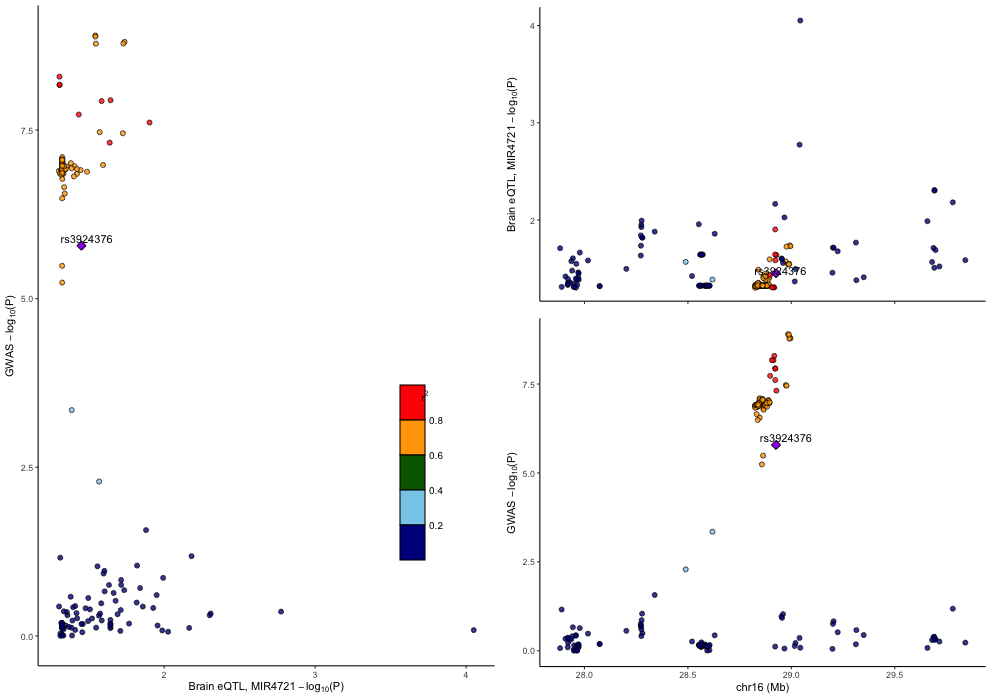 7.5
5.0
2.5
0.0
GWAS − log10(P)
rs3924376
r2
0.8
0.6
0.4
0.2
2
3
4
Brain eQTL, MIR4721 − log10(P)
4
3
2
Brain eQTL, MIR4721 − log10(P)
rs3924376
7.5
5.0
2.5
0.0
GWAS − log10(P)
rs3924376
28.0
28.5
29.0
29.5
chr16 (Mb)